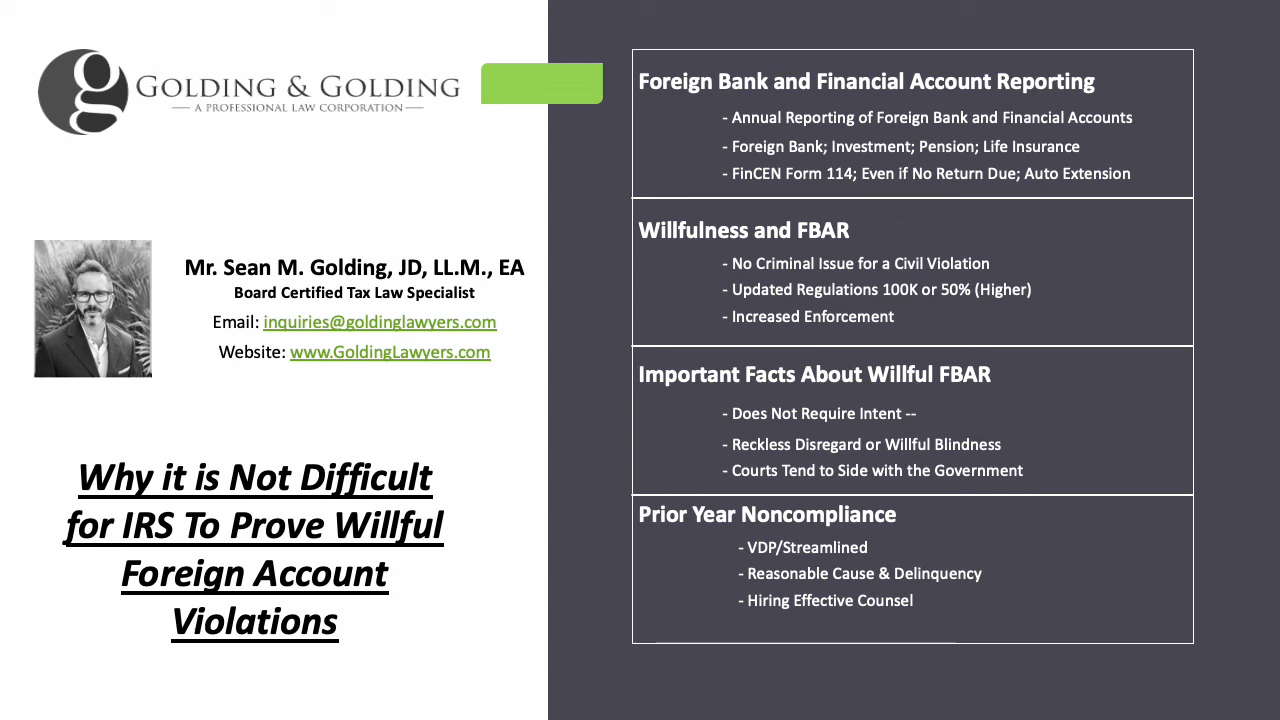 GOLDING & GOLDING
A PROFESSIONAL LAW CORPORATION
Mr. Sean M. Golding, JD, LL.M., EA
Board Certified Tax Law Specialist
Email: inquiries@goldinglawyers.com
Website: www.GoldingLawyers.com
Why it is Not Difficult
for IRS To Prove Willful
Foreign Account
Violations
Foreign Bank and Financial Account Reporting
- Annual Reporting of Foreign Bank and Financial Accounts
- Foreign Bank; Investment; Pension; Life Insurance
- FinCEN Form 114; Even if No Return Due; Auto Extension
Willfulness and FBAR
- No Criminal Issue for a Civil Violation
- Updated Regulations 100K or 50% (Higher)
- Increased Enforcement
Important Facts About Willful FBAR
- Does Not Require Intent --
- Reckless Disregard or Willful Blindness
- Courts Tend to Side with the Government
Prior Year Noncompliance
- VDP/Streamlined
- Reasonable Cause & Delinquency
- Hiring Effective Counsel